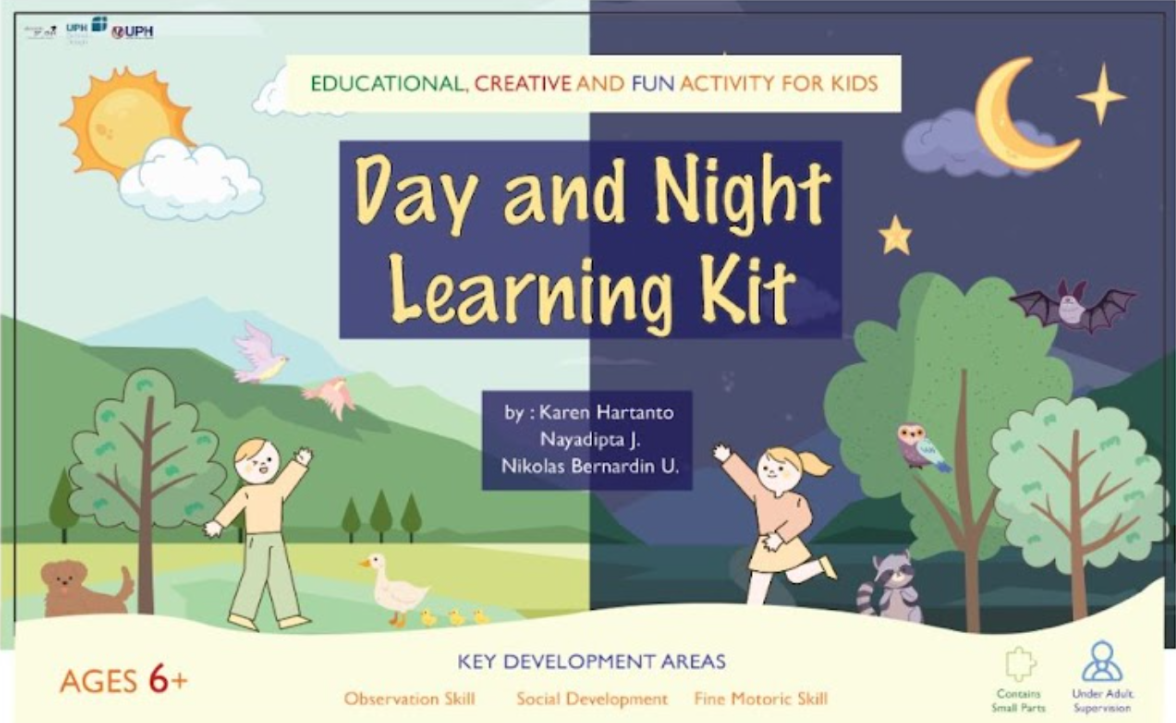 UPH
UPH
EDUCATIONAL, CREATIVE AND FUN ACTIVITY FOR KIDS
Day and Night
Learning Kit
by : Karen Hartanto
Nayadipta J.
Nikolas Bernardin U.
AGES 6+
KEY DEVELOPMENT AREAS
Observation Skill Social Development Fine Motoric Skill
Contains
Small Parts
Under Adult
Supervision